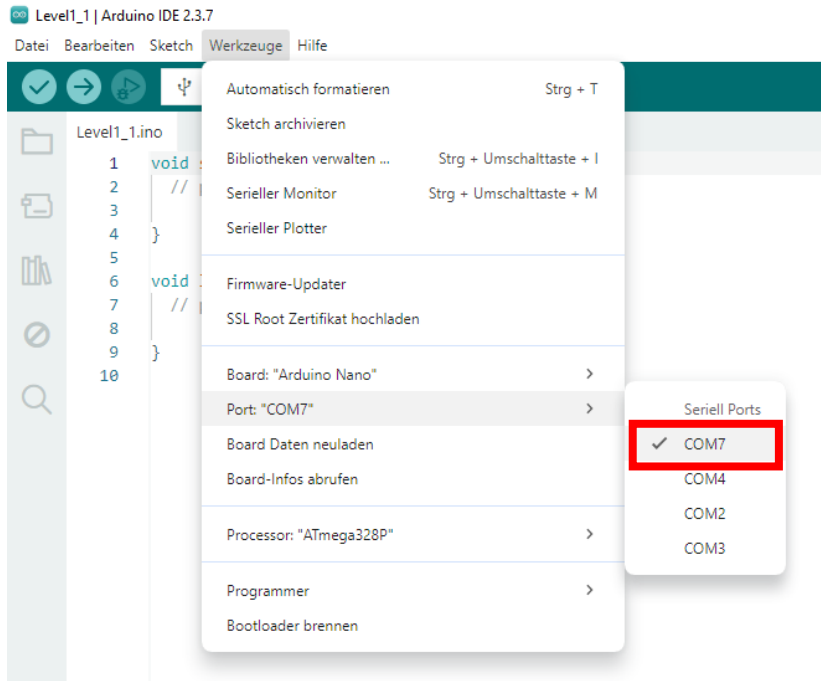 Level1_1 | Arduino IDE 2.3.7
Datei Bearbeiten Sketch Werkzeuge Hilfe
Level1_1.ino
1 void
2 //
3
4 }
5
6 void
7 //
8
9 }
10
Automatisch formatieren Strg + T
Sketch archivieren
Bibliotheken verwalten ... Strg + Umschalttaste + I
Serieller Monitor Strg + Umschalttaste + M
Serieller Plotter
Firmware-Updater
SSL Root Zertifikat hochladen
Board: "Arduino Nano"
Port: "COM7"
Board Daten neuladen
Board-Infos abrufen
Processor: "ATmega328P"
Programmer
Bootloader brennen
Seriell Ports
COM7
COM4
COM2
COM3